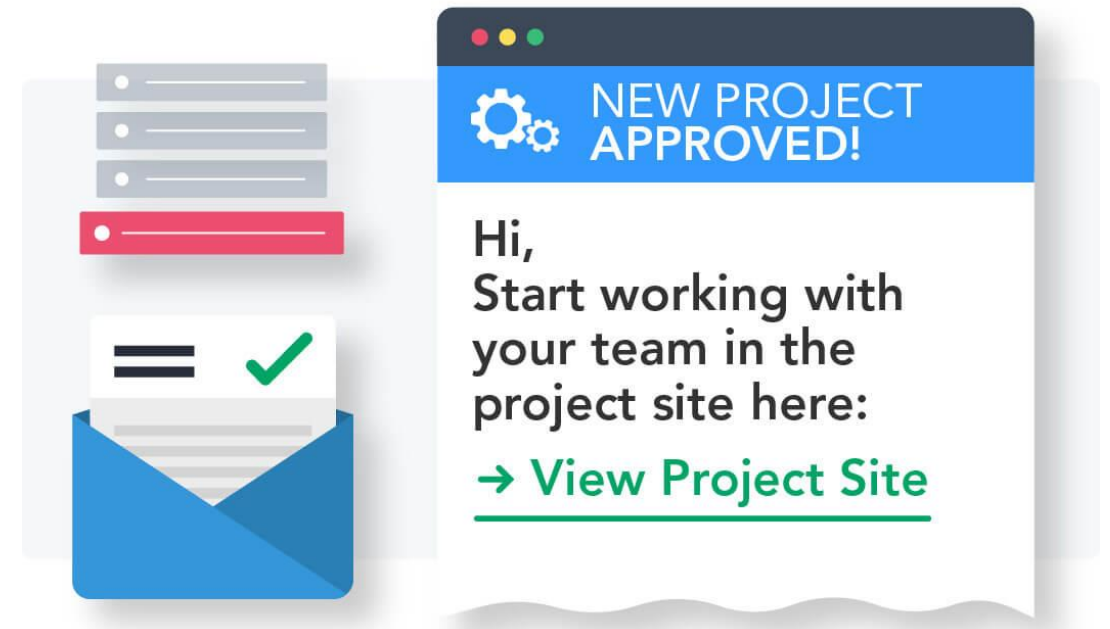 NEW PROJECT
APPROVED!
Hi,
Start working with
your team in the
project site here:
→ View Project Site